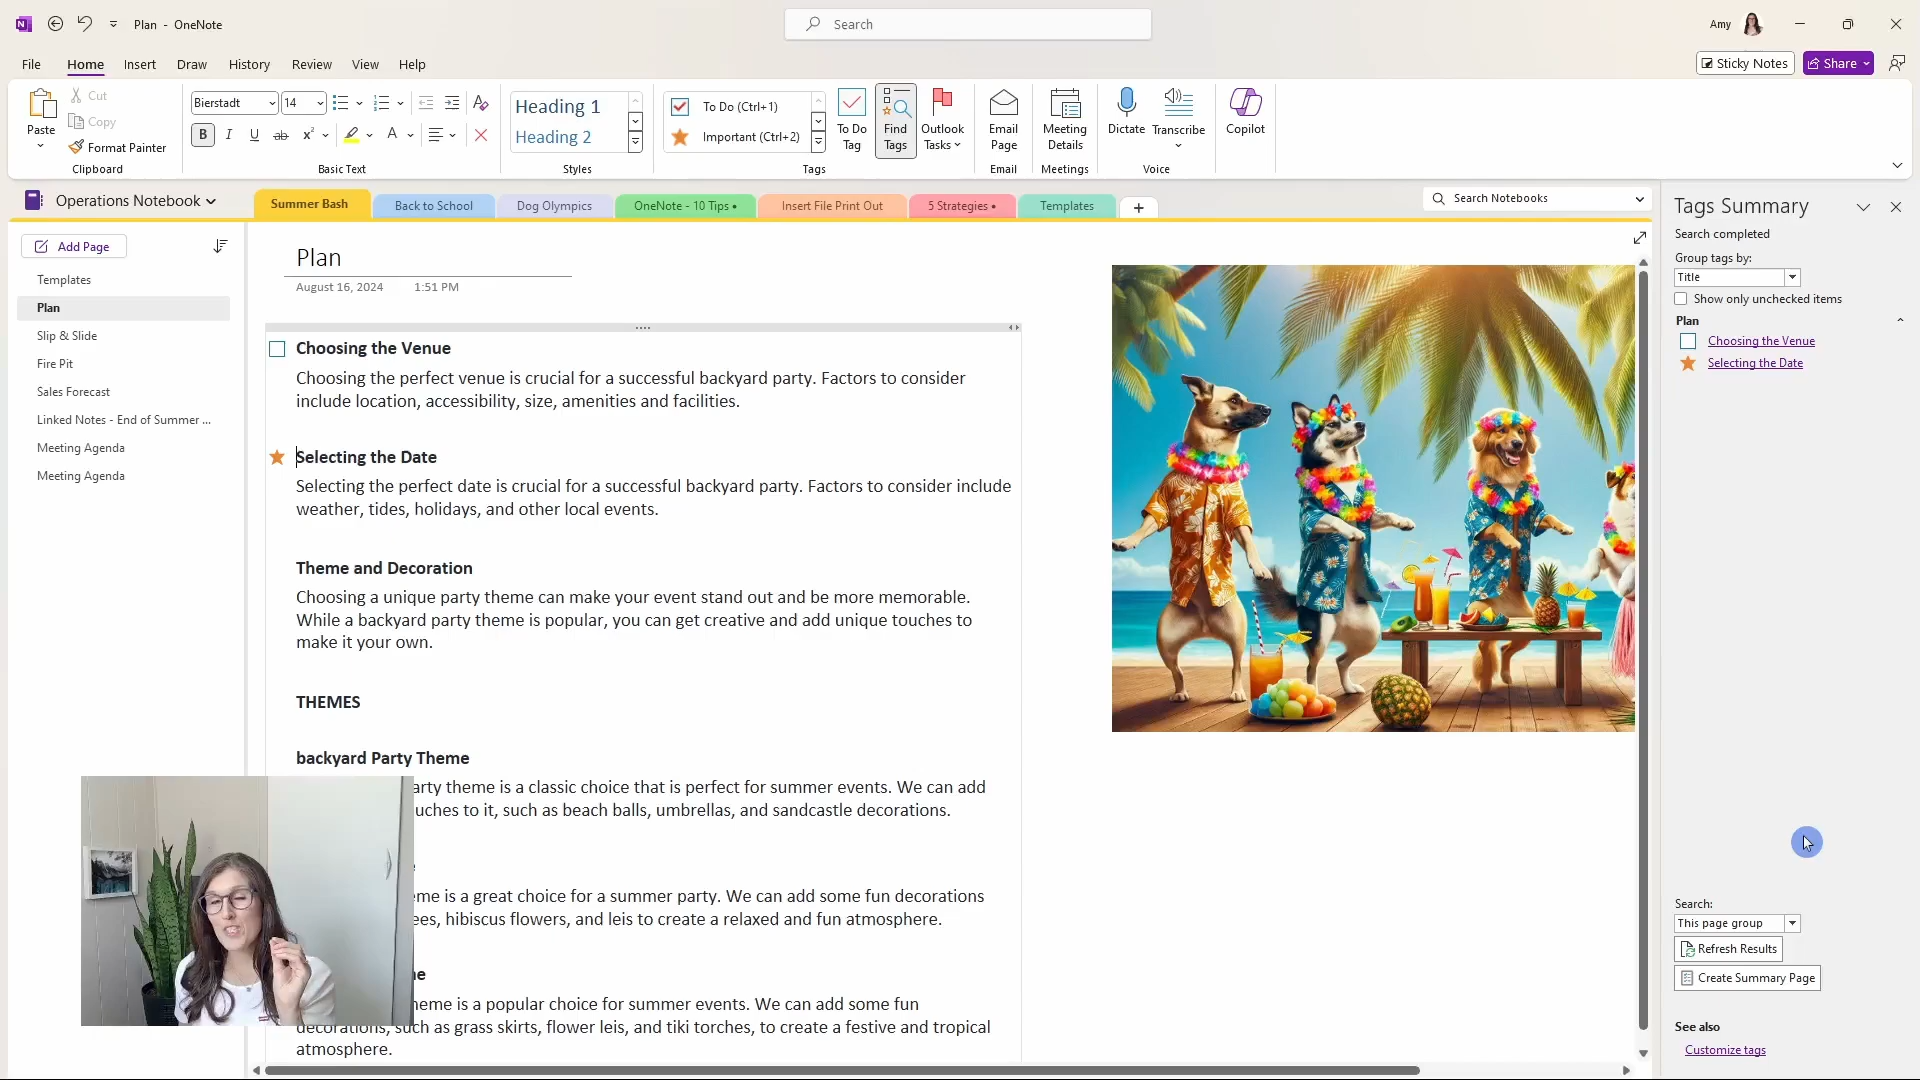 Plan - OneNote
Search
Amy
File Home Insert Draw History Review View Help
Sticky Notes
Share
Paste
Cut
Copy
Format Painter
Clipboard
Bierstadt 14
B I U ab x² A
Basic Text
Heading 1
Heading 2
Styles
To Do (Ctrl+1)
Important (Ctrl+2)
To Do Tag
Find Tags
Outlook Tasks
Tags
Email Page
Email
Meeting Details
Meetings
Dictate
Transcribe
Voice
Copilot
Operations Notebook
Summer Bash
Back to School
Dog Olympics
OneNote - 10 Tips •
Insert File Print Out
5 Strategies •
Templates
+
Search Notebooks
Add Page
Templates
Plan
Slip & Slide
Fire Pit
Sales Forecast
Linked Notes - End of Summer ...
Meeting Agenda
Meeting Agenda
Plan
August 16, 2024 1:51 PM
Choosing the Venue
Choosing the perfect venue is crucial for a successful backyard party. Factors to consider
include location, accessibility, size, amenities and facilities.
Selecting the Date
Selecting the perfect date is crucial for a successful backyard party. Factors to consider include
weather, tides, holidays, and other local events.
Theme and Decoration
Choosing a unique party theme can make your event stand out and be more memorable.
While a backyard party theme is popular, you can get creative and add unique touches to
make it your own.
THEMES
backyard Party Theme
arty theme is a classic choice that is perfect for summer events. We can add
uches to it, such as beach balls, umbrellas, and sandcastle decorations.
eme is a great choice for a summer party. We can add some fun decorations
ees, hibiscus flowers, and leis to create a relaxed and fun atmosphere.
heme is a popular choice for summer events. We can add some fun
decorations, such as grass skirts, flower leis, and tiki torches, to create a festive and tropical
atmosphere.
Tags Summary
Search completed
Group tags by:
Title
Show only unchecked items
Plan
Choosing the Venue
Selecting the Date
Search:
This page group
Refresh Results
Create Summary Page
See also
Customize tags